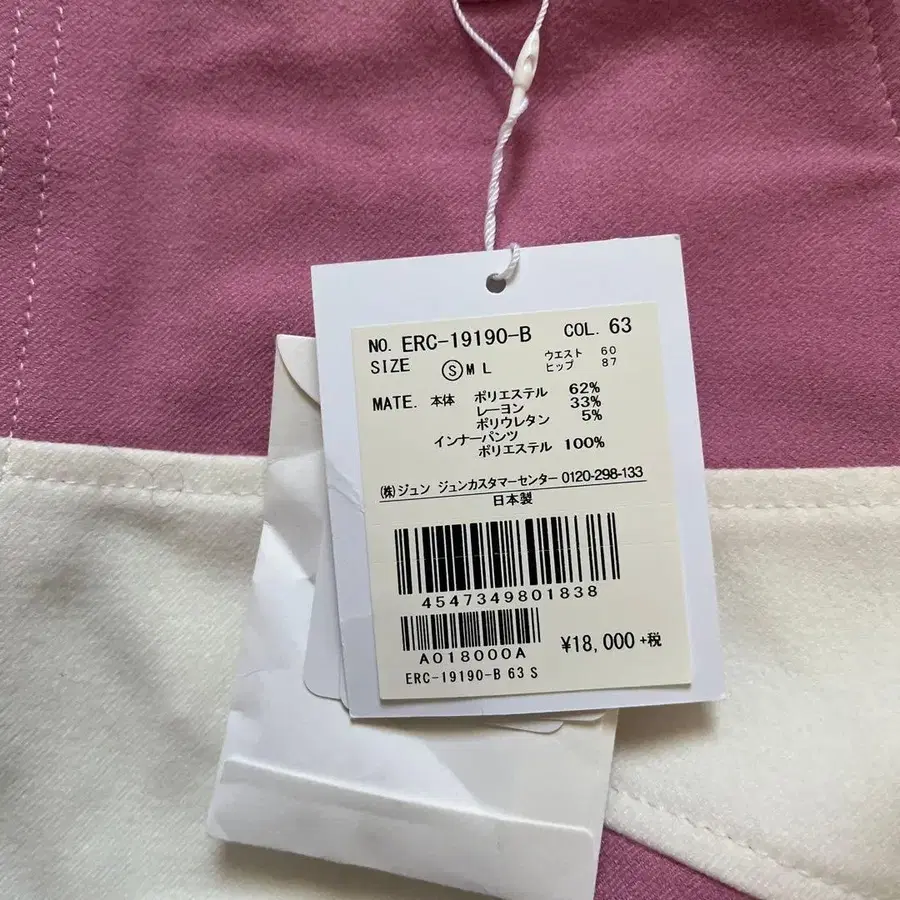 NO. ERC-19190-B COL. 63
SIZE Ⓢ M L ウエスト 60
ヒップ 87
MATE. 本体 ポリエステル 62%
レーヨン 33%
ポリウレタン 5%
インナーパンツ
ポリエステル 100%
(株)ジュン ジュンカスタマーセンター 0120-298-133
日本製
4547349801838
A018000A
¥18,000+税
ERC-19190-B 63 S